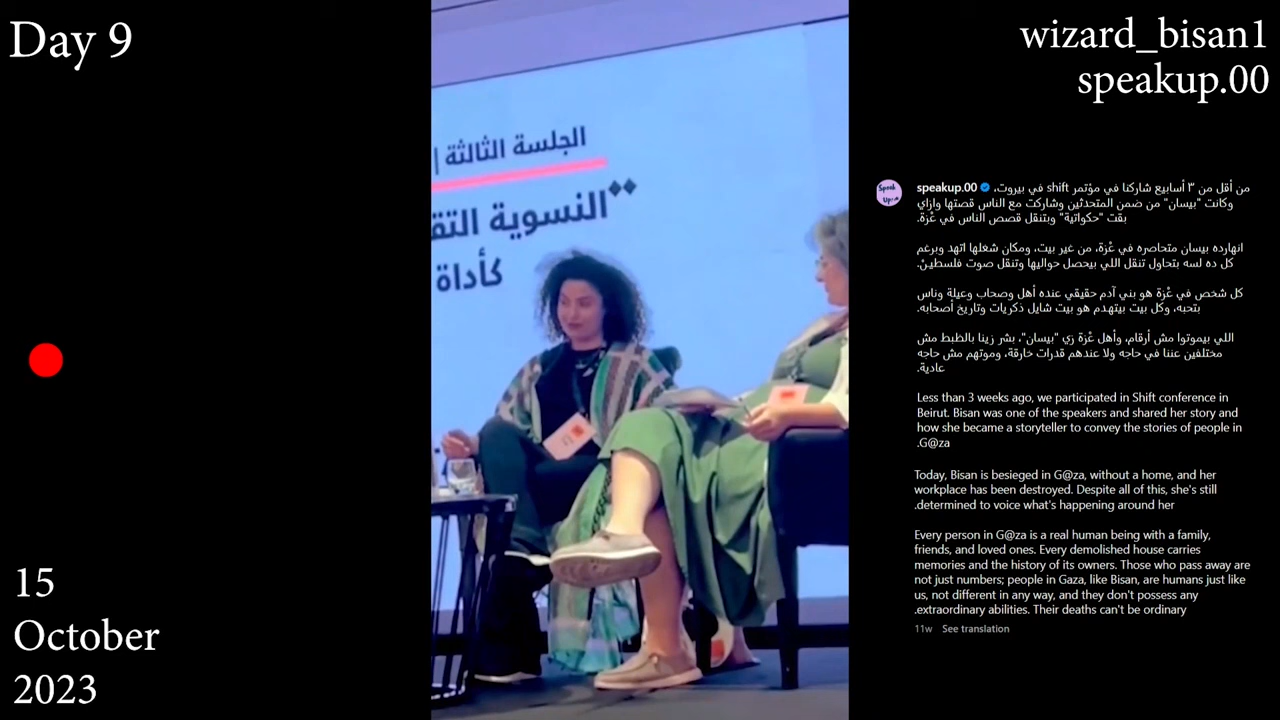 Day 9
wizard_bisan1
speakup.00
الجلسة الثالثة |
النسوية التق
كأداة
speakup.00 من أقل من ٣ أسابيع شاركنا في مؤتمر shift في بيروت،
وكانت "بيسان" من ضمن المتحدثين وشاركت مع الناس قصتها وازاي
بقت "حكواتية" وبتنقل قصص الناس في غْزة.
انهارده بيسان متحاصره في غْزة، من غير بيت، ومكان شغلها اتهد وبرغم
كل ده لسه بتحاول تنقل اللي بيحصل حواليها وتنقل صوت فلسطين.
كل شخص في غْزة هو بني آدم حقيقي عنده أهل وصحاب وعيلة وناس
بتحبه، وكل بيت بيتهدم هو بيت شايل ذكريات وتاريخ أصحابه.
اللي بيموتوا مش أرقام، وأهل غْزة زي "بيسان"، بشر زينا بالظبط مش
مختلفين عننا في حاجه ولا عندهم قدرات خارقة، وموتهم مش حاجه
عادية.
Less than 3 weeks ago, we participated in Shift conference in
Beirut. Bisan was one of the speakers and shared her story and
how she became a storyteller to convey the stories of people in
.G@za
Today, Bisan is besieged in G@za, without a home, and her
workplace has been destroyed. Despite all of this, she's still
.determined to voice what's happening around her
Every person in G@za is a real human being with a family,
friends, and loved ones. Every demolished house carries
memories and the history of its owners. Those who pass away are
not just numbers; people in Gaza, like Bisan, are humans just like
us, not different in any way, and they don't possess any
.extraordinary abilities. Their deaths can't be ordinary
11w See translation
15
October
2023